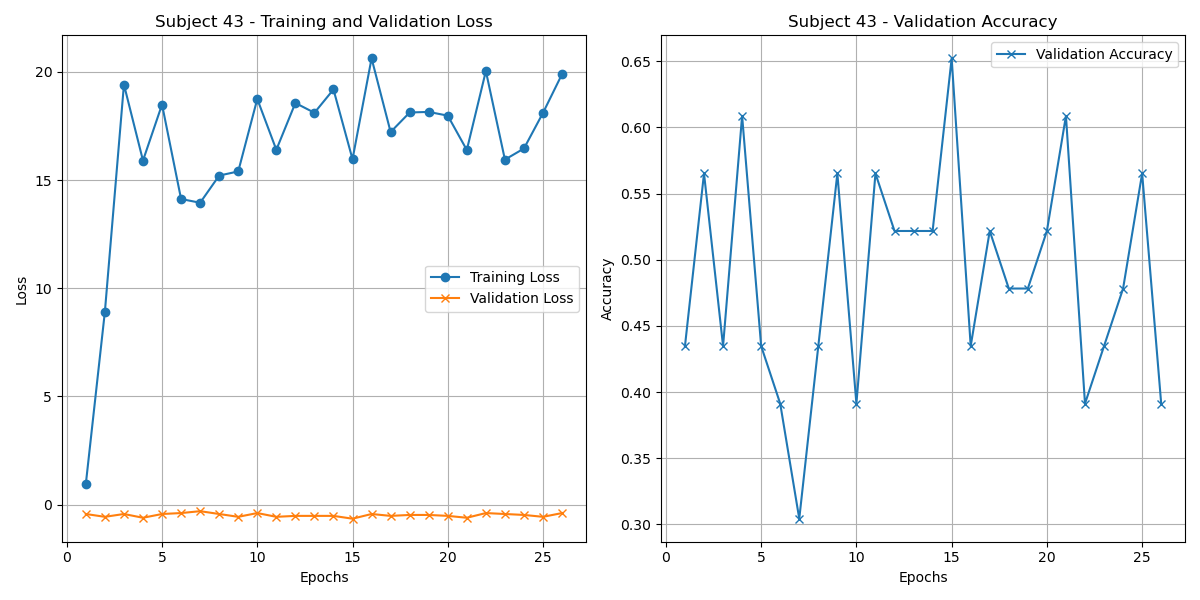 Subject 43 - Training and Validation Loss
Loss
20
15
10
5
0
Training Loss
Validation Loss
0 5 10 15 20 25
Epochs
Subject 43 - Validation Accuracy
Accuracy
0.65
0.60
0.55
0.50
0.45
0.40
0.35
0.30
Validation Accuracy
0 5 10 15 20 25
Epochs